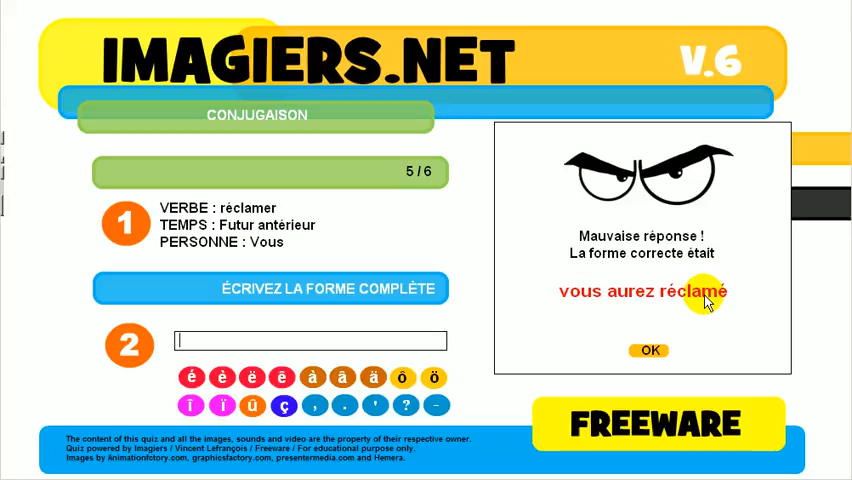 IMAGIERS.NET
V.6
CONJUGAISON
5 / 6
1
VERBE : réclamer
TEMPS : Futur antérieur
PERSONNE : Vous
ÉCRIVEZ LA FORME COMPLÈTE
2
é è ë ê à â ä ô ö
î ï û ç , . ' ? -
Mauvaise réponse !
La forme correcte était
vous aurez réclamé
OK
FREEWARE
The content of this quiz and all the images, sounds and video are the property of their respective owner.
Quiz powered by Imagiers / Vincent Lefrançois / Freeware / For educational purpose only.
Images by Animationfctory.com, graphicsfactory.com, presentermedia.com and Hemera.